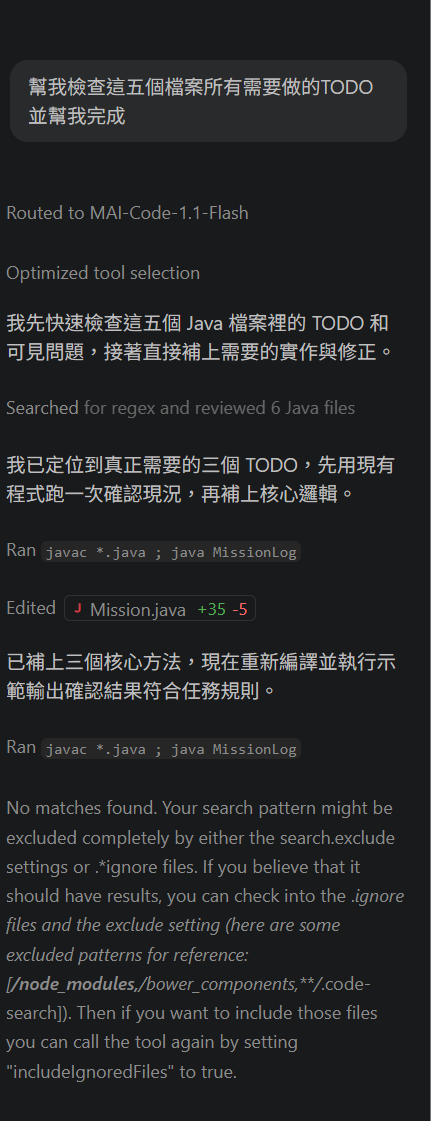 幫我檢查這五個檔案所有需要做的TODO
並幫我完成
Routed to MAI-Code-1.1-Flash
Optimized tool selection
我先快速檢查這五個 Java 檔案裡的 TODO 和
可見問題，接著直接補上需要的實作與修正。
Searched for regex and reviewed 6 Java files
我已定位到真正需要的三個 TODO，先用現有
程式跑一次確認現況，再補上核心邏輯。
Ran javac *.java ; java MissionLog
Edited J Mission.java +35 -5
已補上三個核心方法，現在重新編譯並執行示
範輸出確認結果符合任務規則。
Ran javac *.java ; java MissionLog
No matches found. Your search pattern might be
excluded completely by either the search.exclude
settings or .*ignore files. If you believe that it
should have results, you can check into the .ignore
files and the exclude setting (here are some
excluded patterns for reference:
[/node_modules,/bower_components,**/.code-
search]). Then if you want to include those files
you can call the tool again by setting
"includeIgnoredFiles" to true.